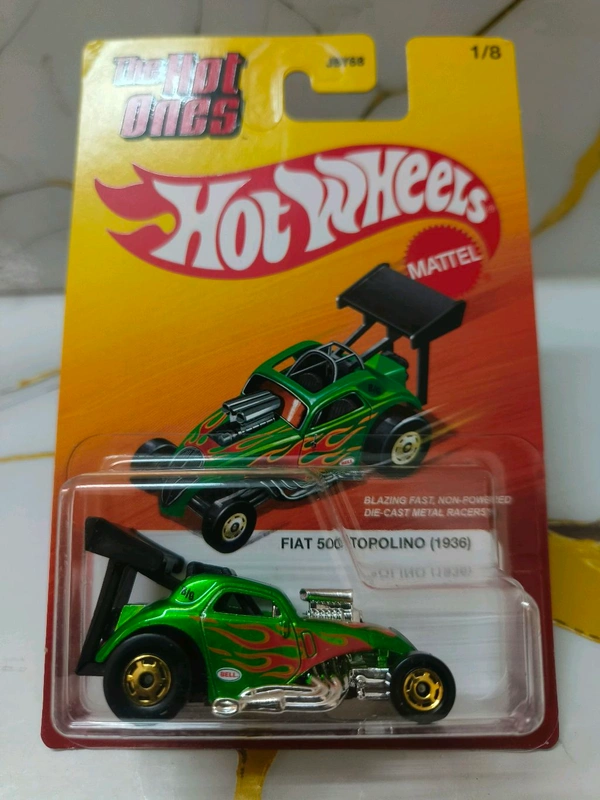 The Hot
Ones
1/8
Hot Wheels
MATTEL
BELL
BLAZING FAST, NON-POWERED
DIE-CAST METAL RACERS
FIAT 500 TOPOLINO (1936)
BELL